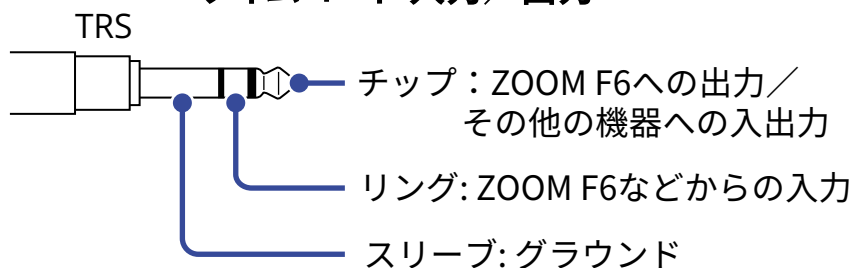 TRS
チップ：ZOOM F6への出力／
その他の機器への入出力
リング: ZOOM F6などからの入力
スリーブ: グラウンド